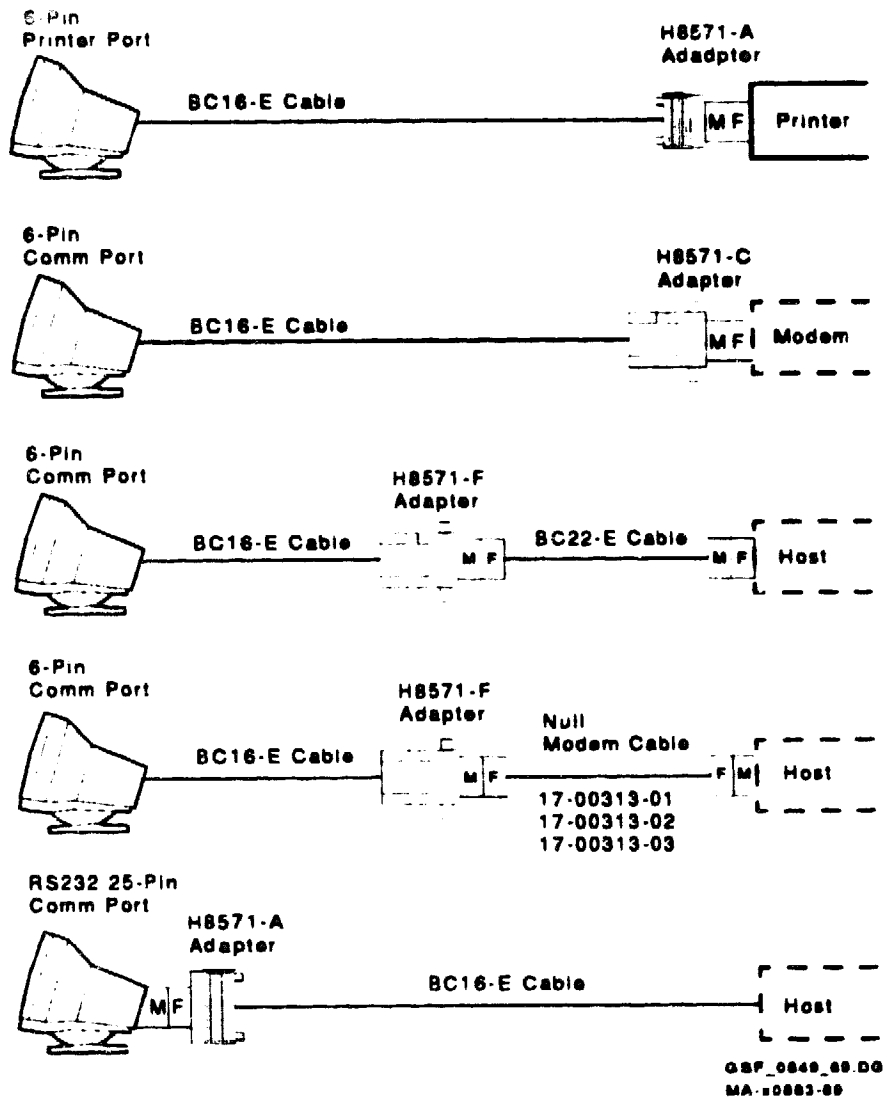 6-Pin
Printer Port
H8571-A
Adadpter
BC16-E Cable
M F
Printer
6-Pin
Comm Port
H8571-C
Adapter
BC16-E Cable
M F
Modem
6-Pin
Comm Port
H8571-F
Adapter
BC16-E Cable
M F
BC22-E Cable
M F
Host
6-Pin
Comm Port
H8571-F
Adapter
Null
Modem Cable
BC16-E Cable
M F
F M
Host
17-00313-01
17-00313-02
17-00313-03
RS232 25-Pin
Comm Port
H8571-A
Adapter
M F
BC16-E Cable
Host